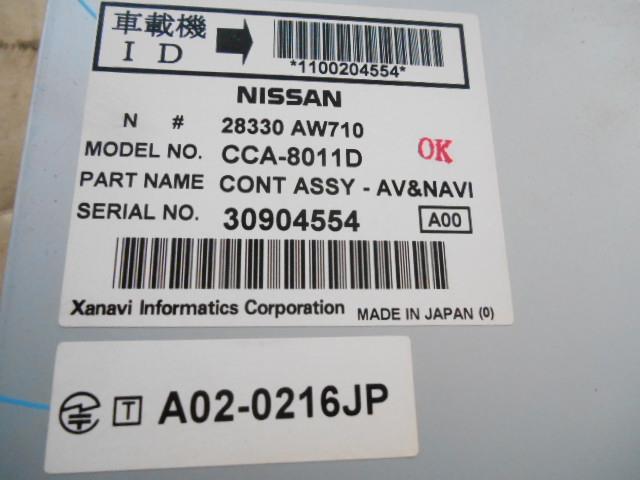 車載機
ID
*1100204554*
NISSAN
N # 28330 AW710
MODEL NO. CCA-8011D
OK
PART NAME CONT ASSY - AV&NAVI
SERIAL NO. 30904554
A00
Xanavi Informatics Corporation MADE IN JAPAN (0)
T A02-0216JP